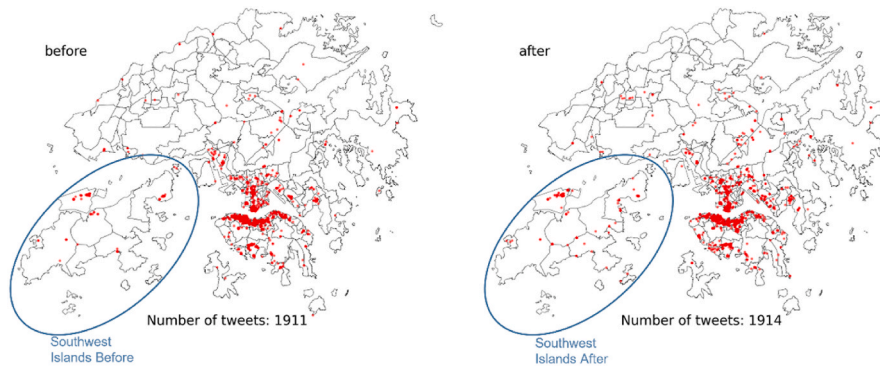 before
after
Number of tweets: 1911
Number of tweets: 1914
Southwest
Islands Before
Southwest
Islands After